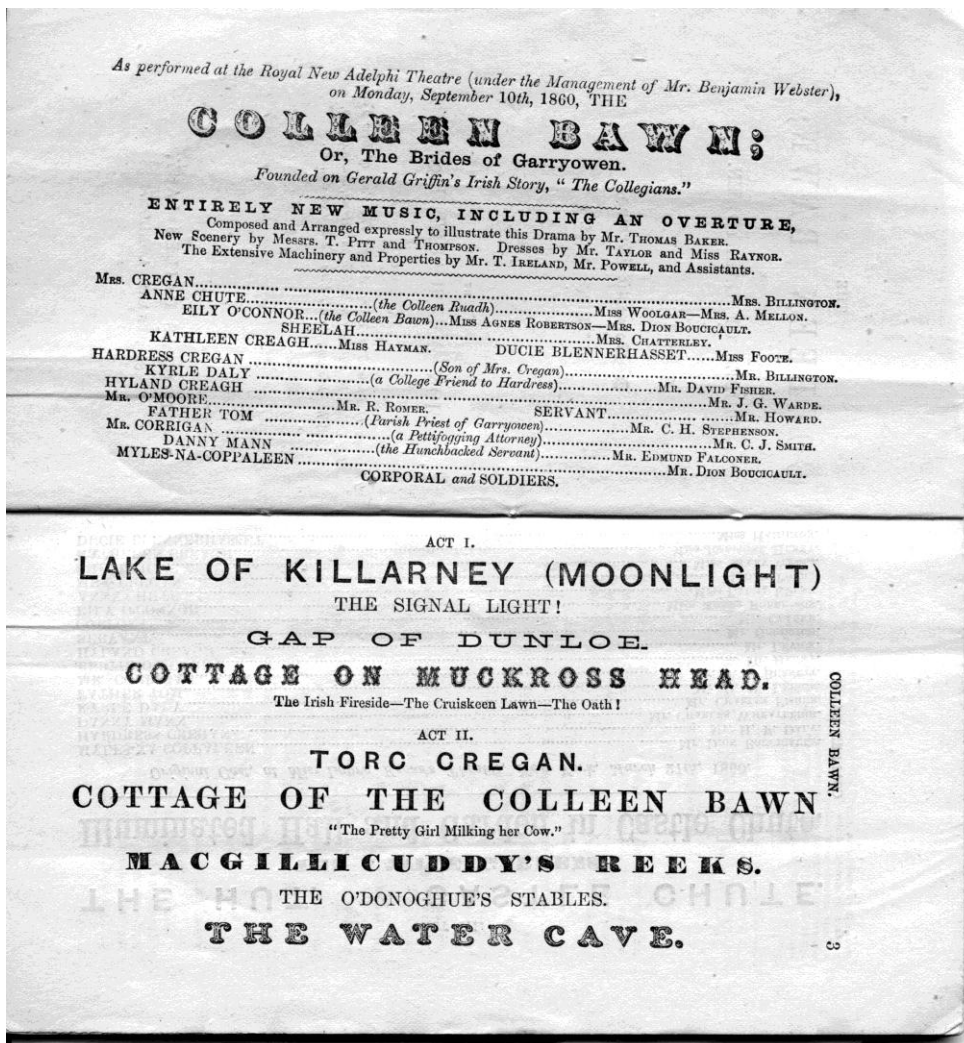 As performed at the Royal New Adelphi Theatre (under the Management of Mr. Benjamin Webster),
on Monday, September 10th, 1860, THE
COLLEEN BAWN;
Or, The Brides of Garryowen.
Founded on Gerald Griffin's Irish Story, "The Collegians."
ENTIRELY NEW MUSIC, INCLUDING AN OVERTURE,
Composed and Arranged expressly to illustrate this Drama by Mr. THOMAS BAKER.
New Scenery by Messrs. T. PITT and THOMPSON. Dresses by Mr. TAYLOR and Miss RAYNOR.
The Extensive Machinery and Properties by Mr. T. IRELAND, Mr. POWELL, and Assistants.
MRS. CREGAN........MRS. BILLINGTON.
ANNE CHUTE........(the Colleen Ruadh)........MISS WOOLGAR—MRS. A. MELLON.
EILY O'CONNOR...(the Colleen Bawn)...MISS AGNES ROBERTSON—MRS. DION BOUCICAULT.
SHEELAH........MRS. CHATTERLEY.
KATHLEEN CREAGH......MISS HAYMAN. DUCIE BLENNERHASSET......MISS FOOTE.
HARDRESS CREGAN........(Son of Mrs. Cregan)........MR. BILLINGTON.
KYRLE DALY........(a College Friend to Hardress)........MR. DAVID FISHER.
HYLAND CREAGH........MR. J. G. WARDE.
MR. O'MOORE........MR. R. ROMER. SERVANT........MR. HOWARD.
FATHER TOM........(Parish Priest of Garryowen)........MR. C. H. STEPHENSON.
MR. CORRIGAN........(a Pettifogging Attorney)........MR. C. J. SMITH.
DANNY MANN........(the Hunchbacked Servant)........MR. EDMUND FALCONER.
MYLES-NA-COPPALEEN........MR. DION BOUCICAULT.
CORPORAL and SOLDIERS.
ACT I.
LAKE OF KILLARNEY (MOONLIGHT)
THE SIGNAL LIGHT!
GAP OF DUNLOE.
COTTAGE ON MUCKROSS HEAD.
The Irish Fireside—The Cruiskeen Lawn—The Oath!
ACT II.
TORC CREGAN.
COTTAGE OF THE COLLEEN BAWN
"The Pretty Girl Milking her Cow."
MACGILLICUDDY'S REEKS.
THE O'DONOGHUE'S STABLES.
THE WATER CAVE.
COLLEEN BAWN.
3